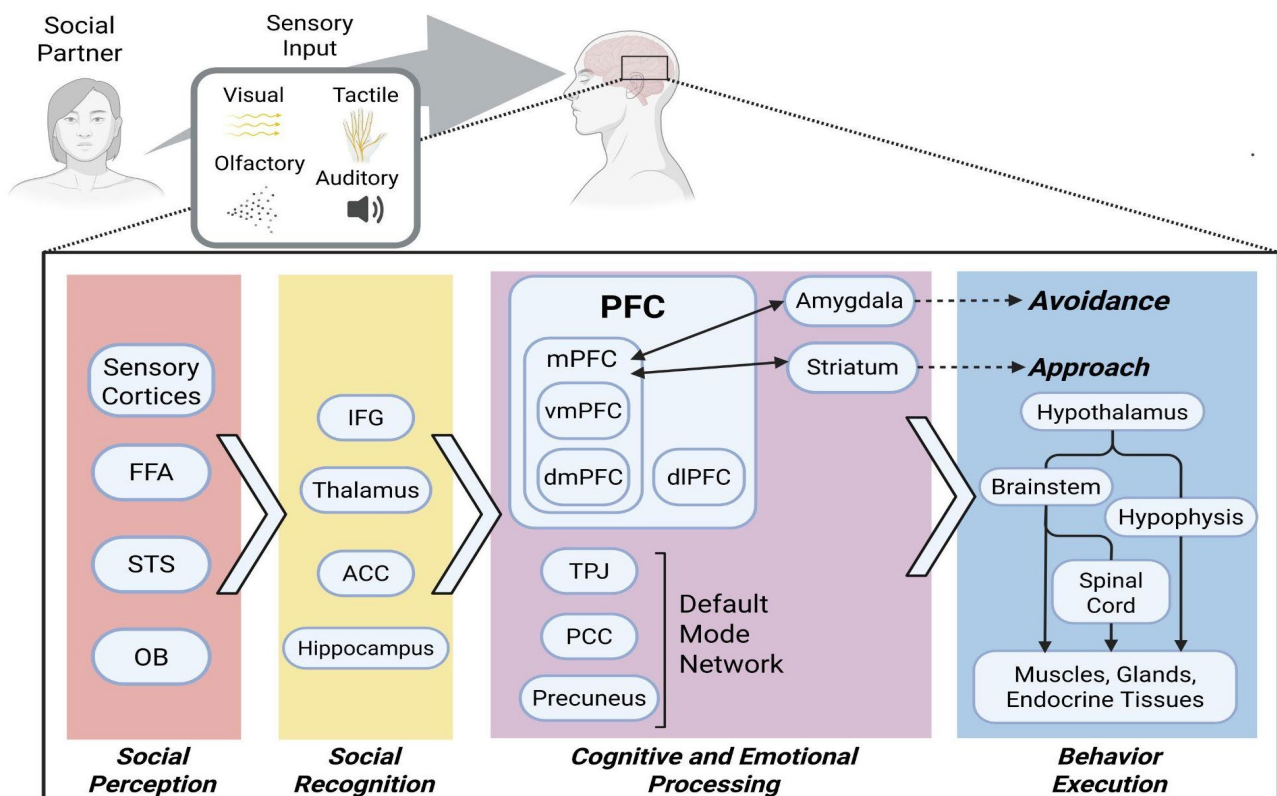 Social
Partner
Sensory
Input
Visual
Tactile
Olfactory
Auditory
Sensory
Cortices
FFA
STS
OB
Social
Perception
IFG
Thalamus
ACC
Hippocampus
Social
Recognition
PFC
mPFC
vmPFC
dmPFC
dlPFC
Amygdala
Striatum
TPJ
PCC
Precuneus
Default
Mode
Network
Cognitive and Emotional
Processing
Avoidance
Approach
Hypothalamus
Brainstem
Hypophysis
Spinal
Cord
Muscles, Glands,
Endocrine Tissues
Behavior
Execution